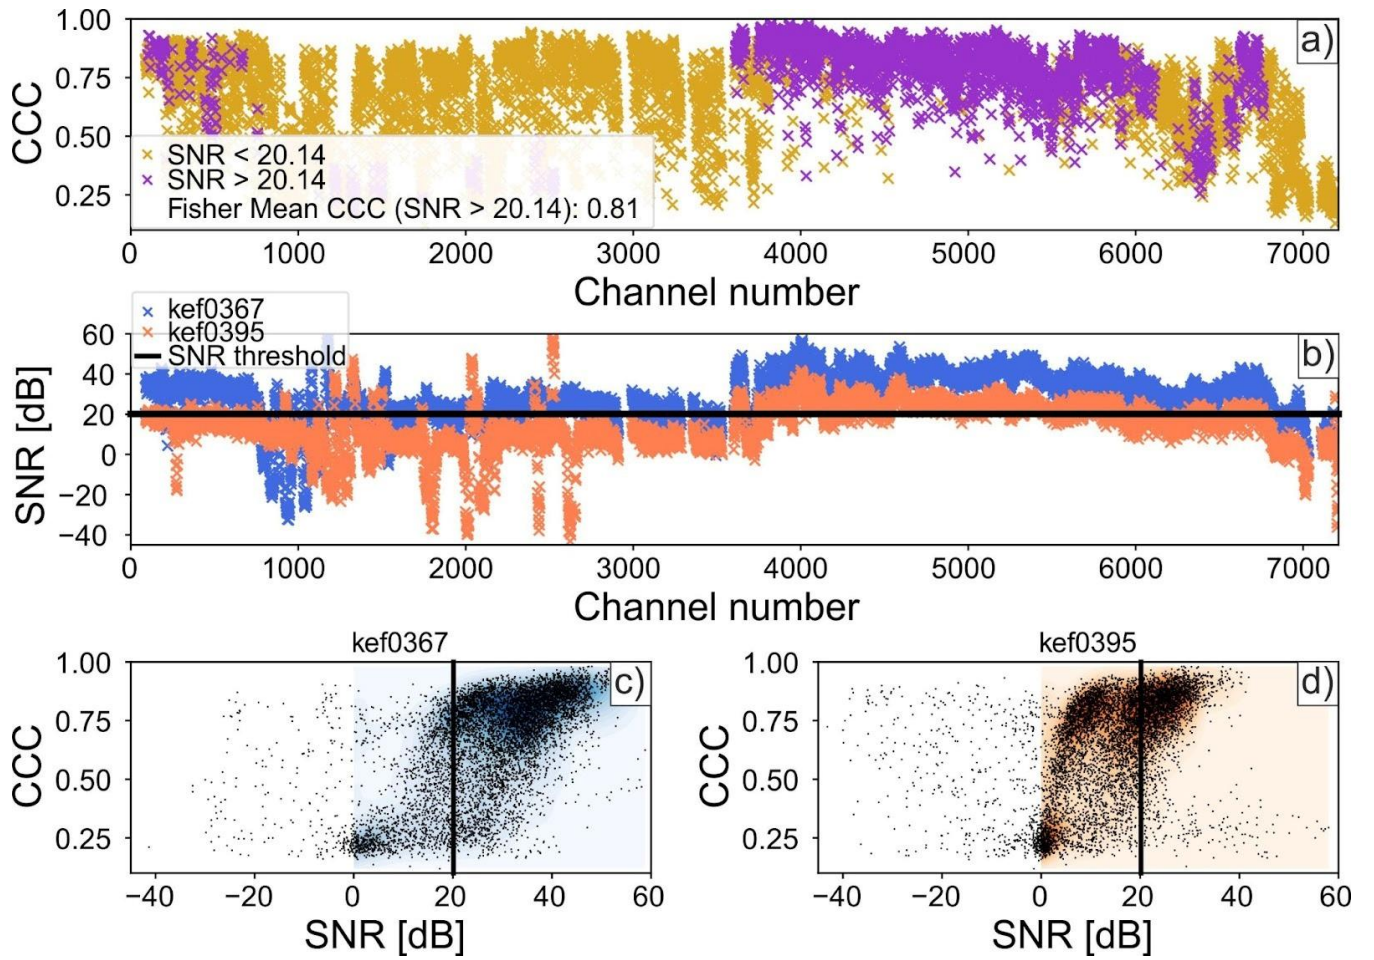 1.00
0.75
0.50
0.25
CCC
a)
SNR < 20.14
SNR > 20.14
Fisher Mean CCC (SNR > 20.14): 0.81
0 1000 2000 3000 4000 5000 6000 7000
Channel number
kef0367
kef0395
SNR threshold
b)
60
40
20
0
−20
−40
SNR [dB]
0 1000 2000 3000 4000 5000 6000 7000
Channel number
kef0367
1.00
0.75
0.50
0.25
CCC
c)
−40 −20 0 20 40 60
SNR [dB]
kef0395
1.00
0.75
0.50
0.25
CCC
d)
−40 −20 0 20 40 60
SNR [dB]